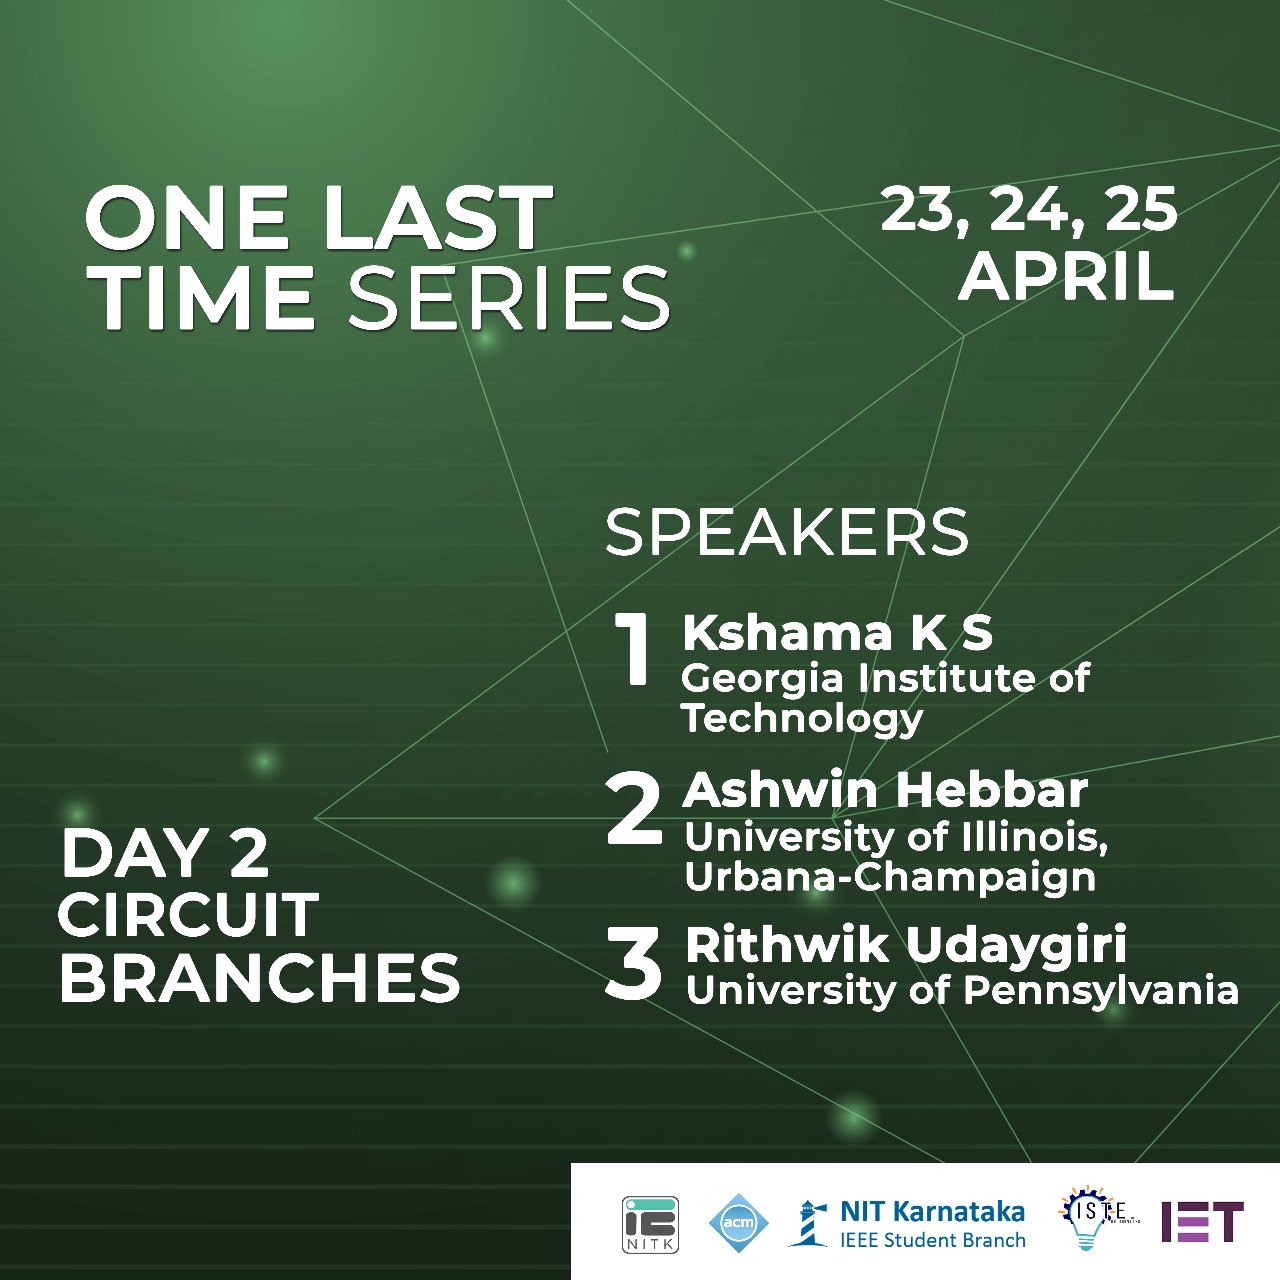 ONE LAST
TIME SERIES
23, 24, 25
APRIL
SPEAKERS
1 Kshama K S
Georgia Institute of
Technology
2 Ashwin Hebbar
University of Illinois,
Urbana-Champaign
3 Rithwik Udaygiri
University of Pennsylvania
DAY 2
CIRCUIT
BRANCHES
IE
NITK
acm
NIT Karnataka
IEEE Student Branch
ISTE
IET